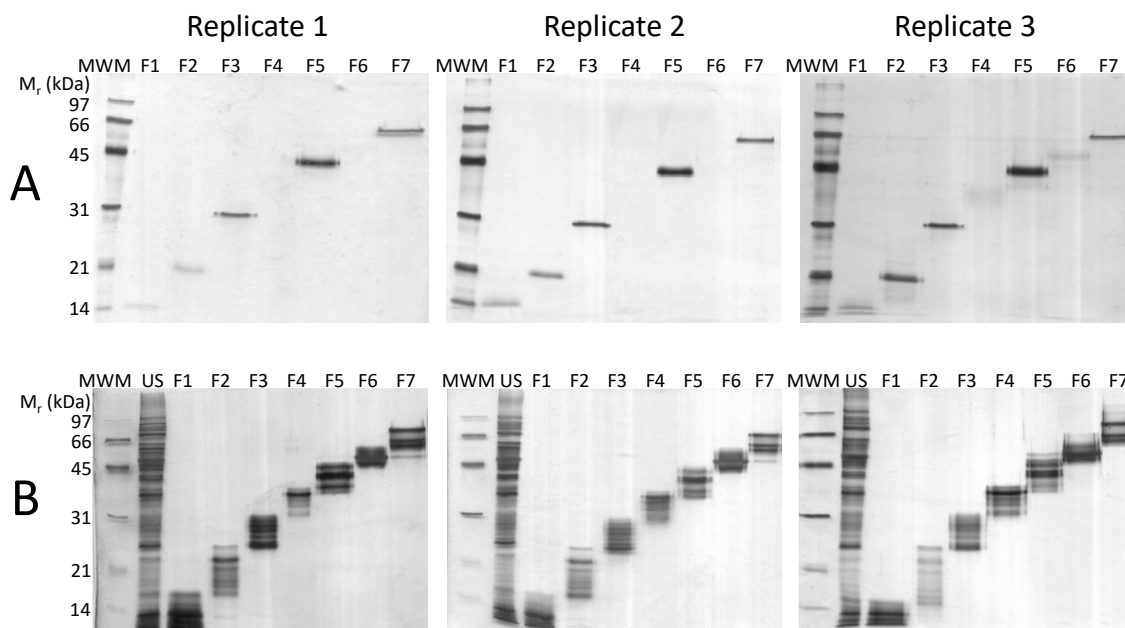 Replicate 1 Replicate 2 Replicate 3
A
MWM F1 F2 F3 F4 F5 F6 F7 MWM F1 F2 F3 F4 F5 F6 F7 MWM F1 F2 F3 F4 F5 F6 F7
Mr (kDa)
97
66
45
31
21
14
B
MWM US F1 F2 F3 F4 F5 F6 F7 MWM US F1 F2 F3 F4 F5 F6 F7 MWM US F1 F2 F3 F4 F5 F6 F7
Mr (kDa)
97
66
45
31
21
14